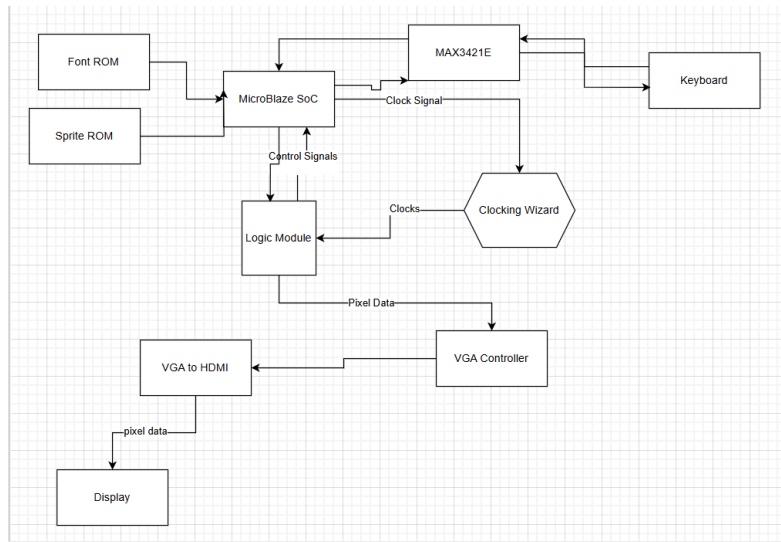 MAX3421E
Font ROM
Keyboard
MicroBlaze SoC
Clock Signal
Sprite ROM
Control Signals
Clocks
Clocking Wizard
Logic Module
Pixel Data
VGA Controller
VGA to HDMI
pixel data
Display